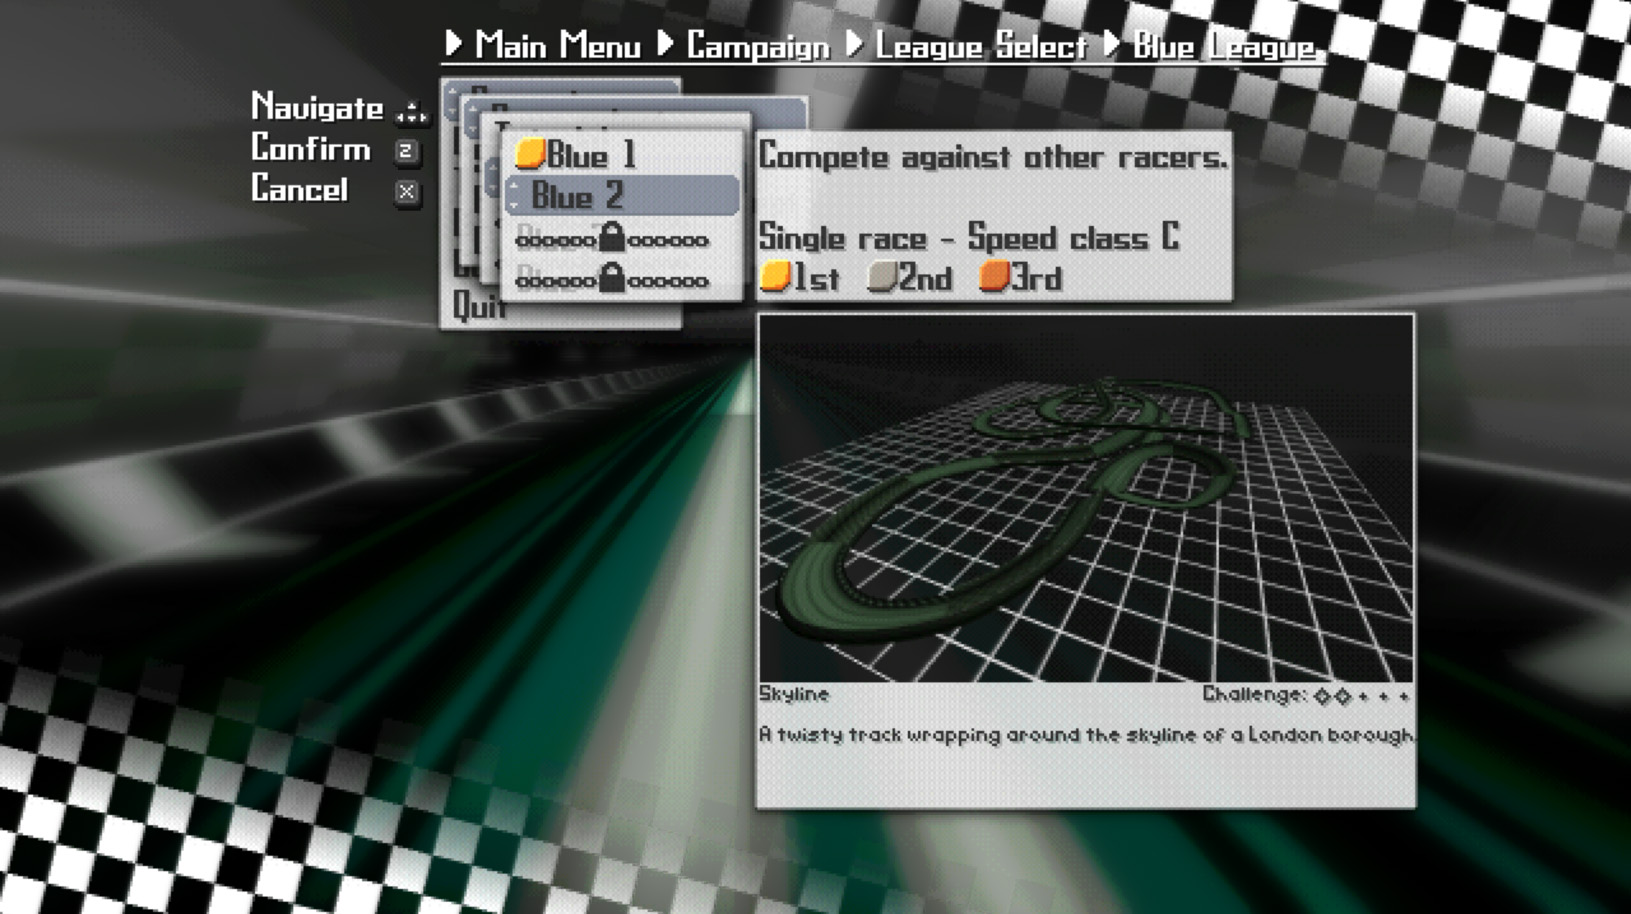 Main Menu Campaign League Select Blue League
Navigate
Confirm Z
Cancel X
Blue 1
Blue 2
Quit
Compete against other racers.
Single race - Speed class C
1st 2nd 3rd
Skyline Challenge:
A twisty track wrapping around the skyline of a London borough.